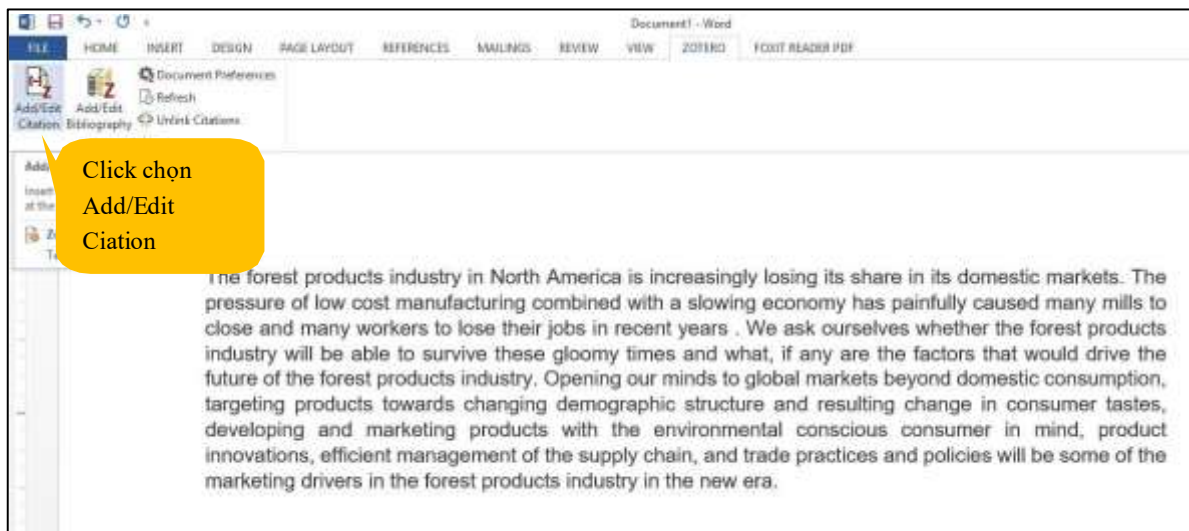 Document1 - Word
FILE HOME INSERT DESIGN PAGE LAYOUT REFERENCES MAILINGS REVIEW VIEW ZOTERO FOXIT READER PDF
Document Preferences
Refresh
Add/Edit Add/Edit
Citation Bibliography Unlink Citations
Click chọn
Add/Edit
Ciation
Insert
at the
The forest products industry in North America is increasingly losing its share in its domestic markets. The
pressure of low cost manufacturing combined with a slowing economy has painfully caused many mills to
close and many workers to lose their jobs in recent years . We ask ourselves whether the forest products
industry will be able to survive these gloomy times and what, if any are the factors that would drive the
future of the forest products industry. Opening our minds to global markets beyond domestic consumption,
targeting products towards changing demographic structure and resulting change in consumer tastes,
developing and marketing products with the environmental conscious consumer in mind, product
innovations, efficient management of the supply chain, and trade practices and policies will be some of the
marketing drivers in the forest products industry in the new era.